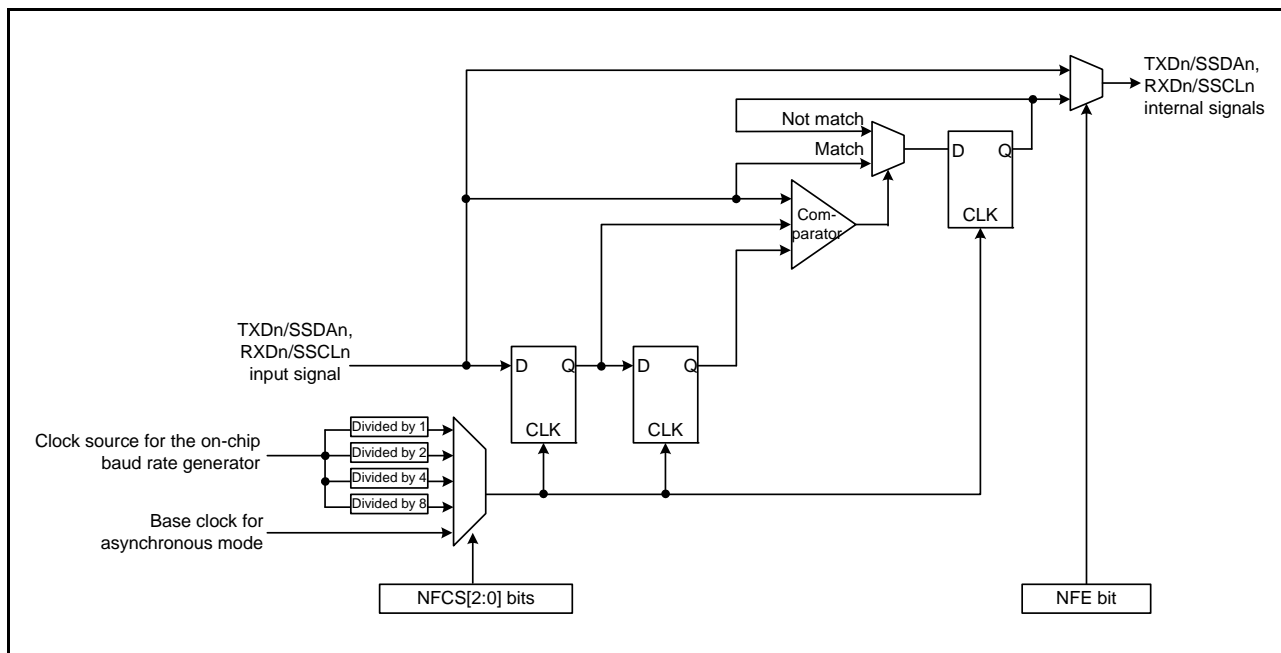 TXDn/SSDAn,
RXDn/SSCLn
internal signals
Not match
Match
D
Q
CLK
Com-
parator
TXDn/SSDAn,
RXDn/SSCLn
input signal
D
Q
CLK
D
Q
CLK
Clock source for the on-chip
baud rate generator
Divided by 1
Divided by 2
Divided by 4
Divided by 8
Base clock for
asynchronous mode
NFCS[2:0] bits
NFE bit